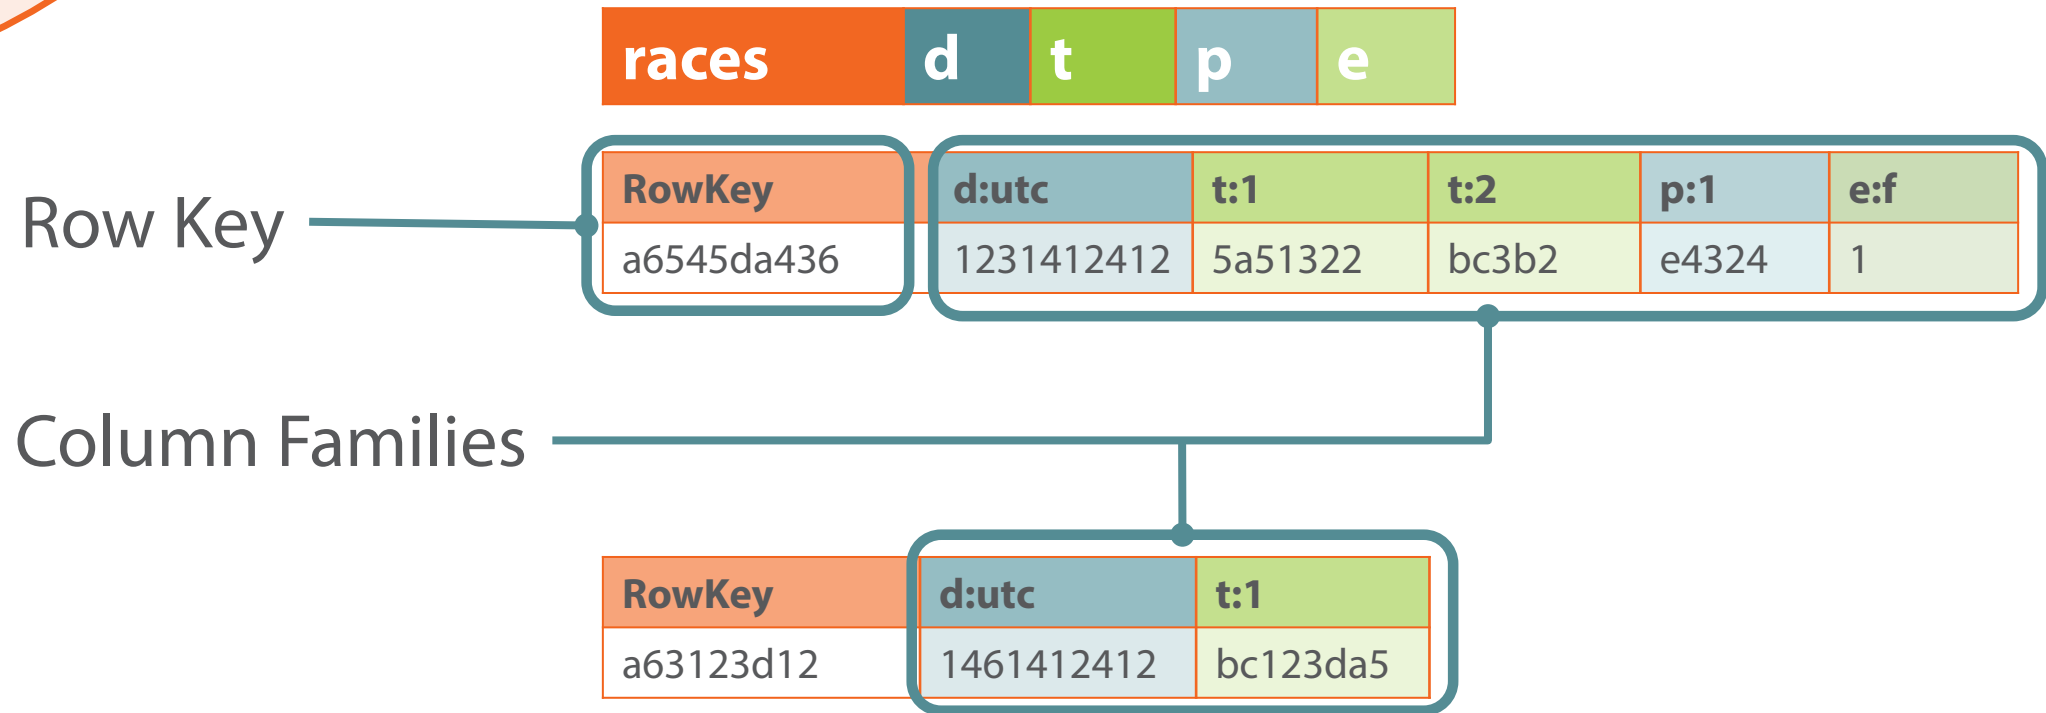 races d t p e
RowKey d:utc t:1 t:2 p:1 e:f
Row Key
a6545da436 1231412412 5a51322 bc3b2 e4324 1
Column Families
RowKey d:utc t:1
a63123d12 1461412412 bc123da5